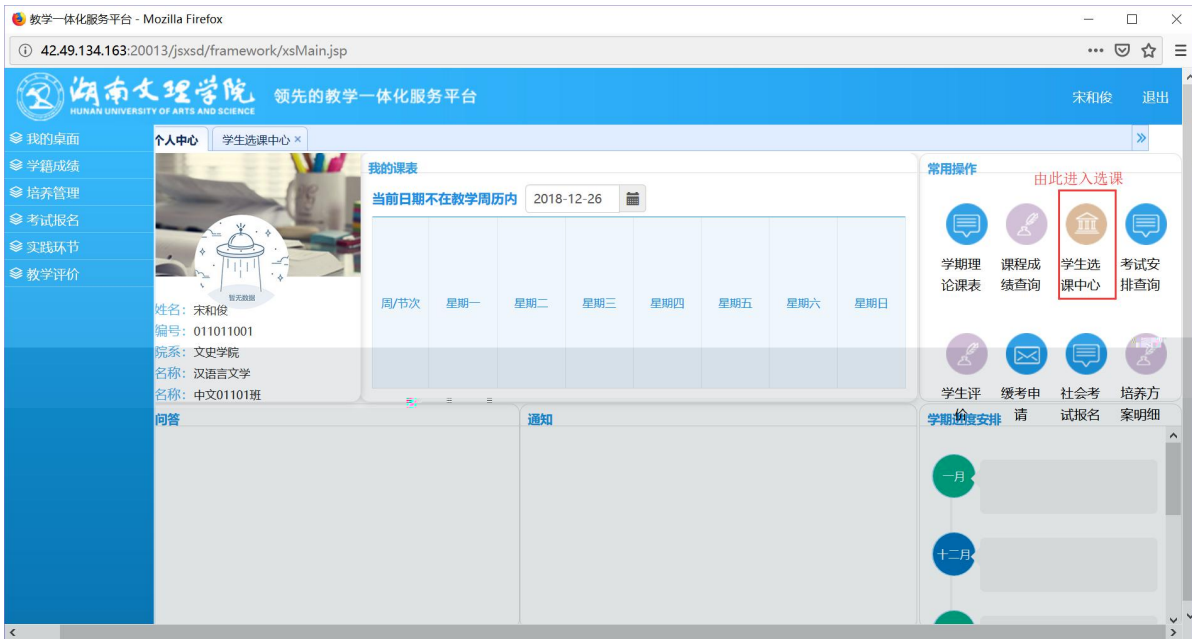 教学一体化服务平台 - Mozilla Firefox
42.49.134.163:20013/jsxsd/framework/xsMain.jsp
湖南文理学院
HUNAN UNIVERSITY OF ARTS AND SCIENCE
领先的教学一体化服务平台
宋和俊 退出
我的桌面
学籍成绩
培养管理
考试报名
实践环节
教学评价
个人中心 学生选课中心 ×
暂无数据
姓名：宋和俊
编号：011011001
院系：文史学院
名称：汉语言文学
名称：中文01101班
我的课表
当前日期不在教学周历内 2018-12-26
周/节次 星期一 星期二 星期三 星期四 星期五 星期六 星期日
常用操作
由此进入选课
学期理论课表
课程成绩查询
学生选课中心
考试安排查询
学生评价
缓考申请
社会考试报名
培养方案明细
问答
通知
学期进度安排
一月
十二月